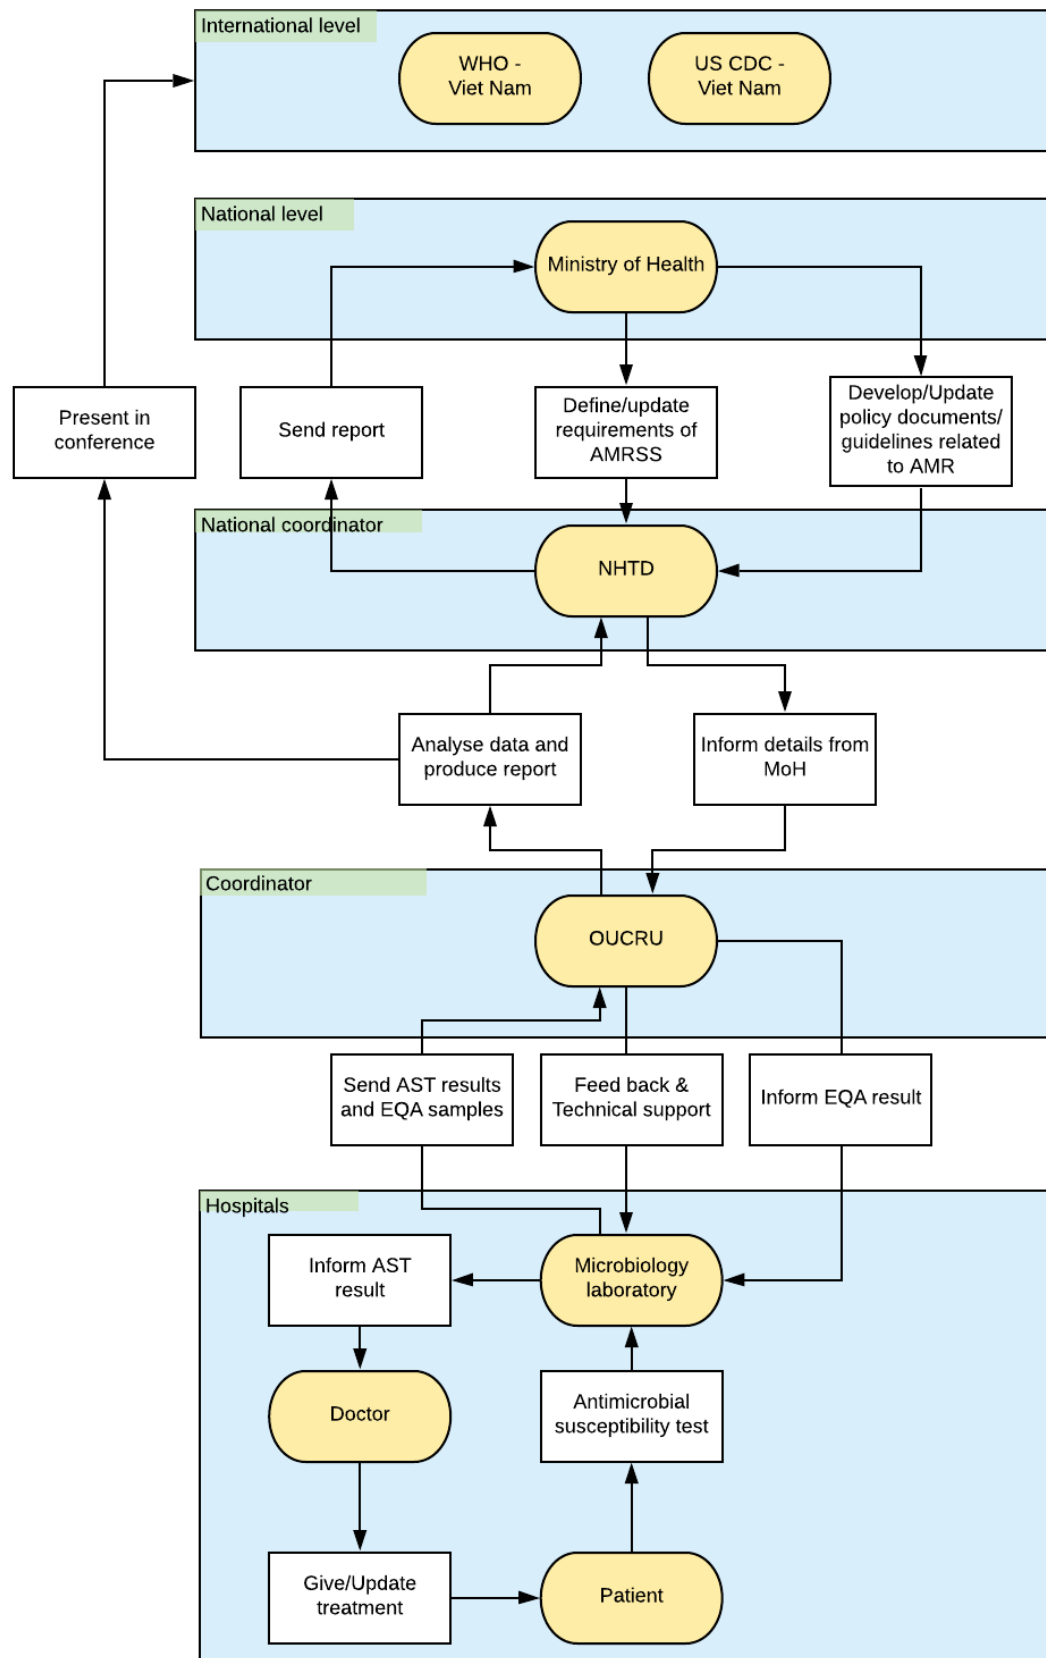 International level
WHO -
Viet Nam
US CDC -
Viet Nam
National level
Ministry of Health
Present in
conference
Send report
Define/update
requirements of
AMRSS
Develop/Update
policy documents/
guidelines related
to AMR
National coordinator
NHTD
Analyse data and
produce report
Inform details from
MoH
Coordinator
OUCRU
Send AST results
and EQA samples
Feed back &
Technical support
Inform EQA result
Hospitals
Inform AST
result
Microbiology
laboratory
Doctor
Antimicrobial
susceptibility test
Give/Update
treatment
Patient